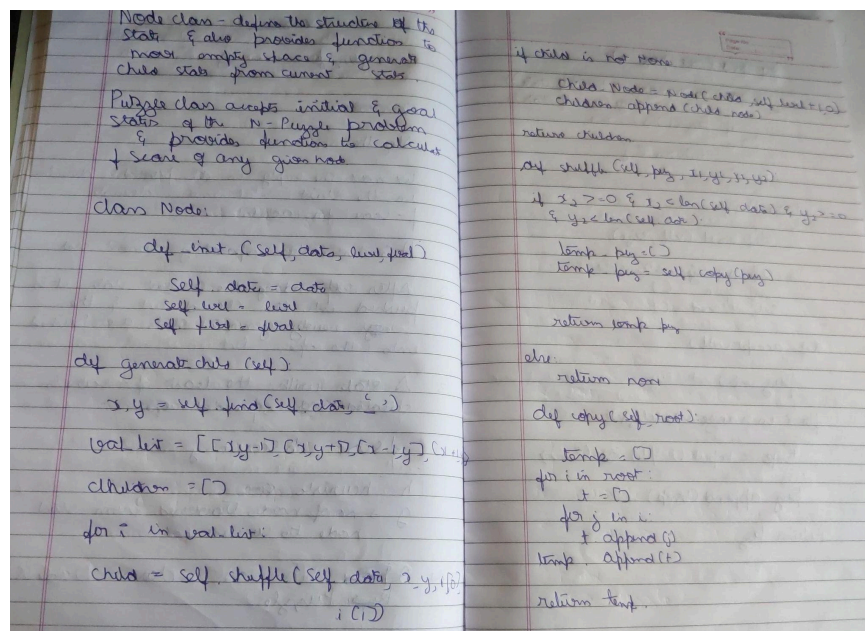 Node class - defines the structure of the
state & also provides function to
move empty space & generate
child state from current state.
Puzzle class accepts initial & goal
states of the N-Puzzle problem
& provides function to calculate
f score of any given node
class Node:
def _init_ (self, data, level, fval)
self. data = data
self. level = level
self. fval = fval
def generate child (self)
x, y = self. find (self. data, '_')
val list = [[x,y-1], [x,y+1], [x-1,y], [x+1,
children = []
for i in val-list:
child = self. shuffle (self. data, x, y, i[0]
i(1))
if child is not None
child-Node = Node (child, self. level+1,0)
children. append (child node)
return children
def shuffle (self, puz, x1, y1, x2, y2)
if x2 >=0 & x2 < len(self data) & y2 >=0
& y2 < len(self data):
temp-puz = ()
temp puz = self. copy (puz)
return temp puz
else:
return none
def copy (self, root):
temp = []
for i in root:
t = []
for j in i:
t append (j)
temp. append (t)
return temp.